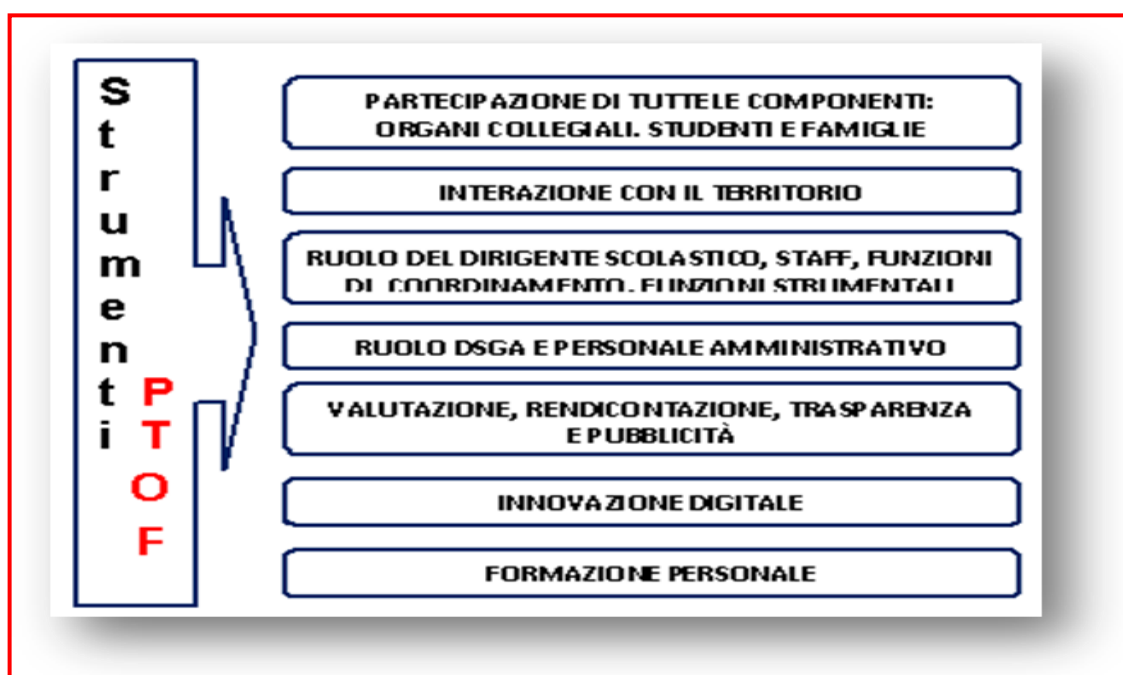 Strumenti
PTOF
PARTECIPAZIONE DI TUTTELE COMPONENTI:
ORGANI COLLEGIALI. STUDENTI E FAMIGLIE
INTERAZIONE CON IL TERRITORIO
RUOLO DEL DIRIGENTE SCOLASTICO, STAFF, FUNZIONI
DI COORDINAMENTO. FUNZIONI STRUMENTALI
RUOLO DSGA E PERSONALE AMMINISTRATIVO
VALUTAZIONE, RENDICONTAZIONE, TRASPARENZA
E PUBBLICITÀ
INNOVAZIONE DIGITALE
FORMAZIONE PERSONALE